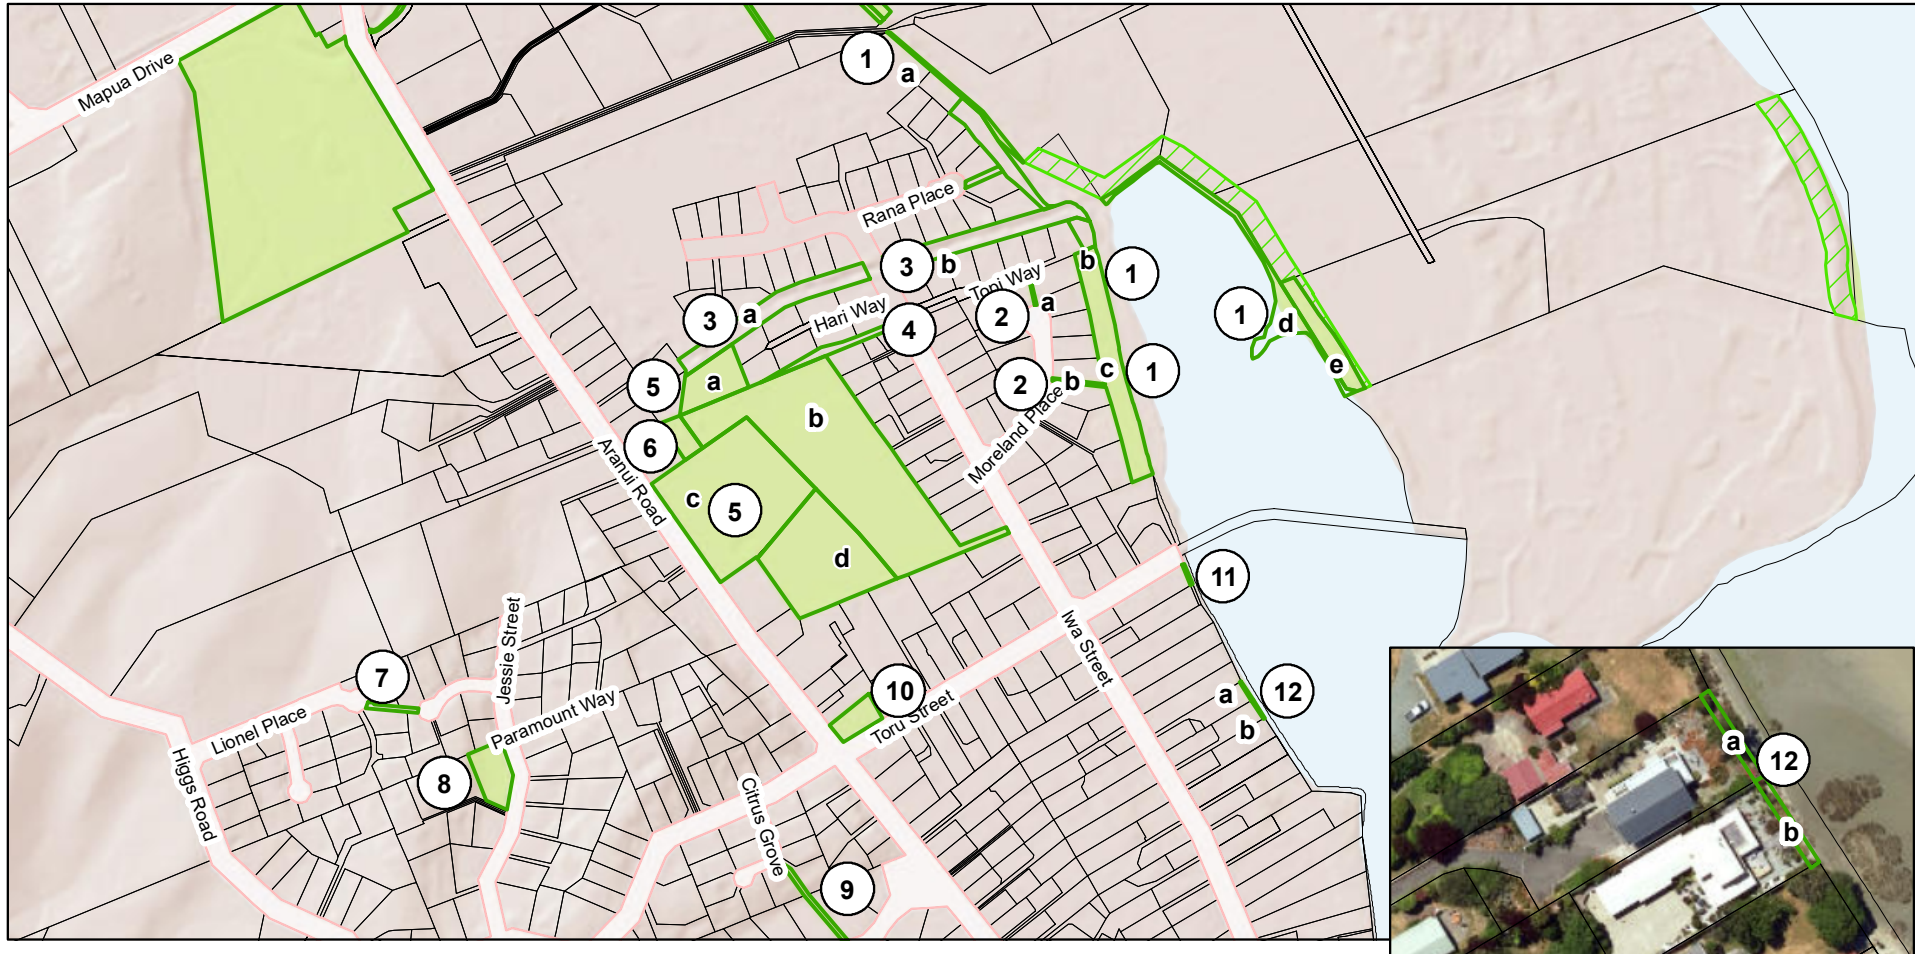 Mapua Drive
1
a
Rana Place
3
b
b
1
Topi Way
a
2
3
a
Hari Way
4
1
d
e
5
a
2
b
c
1
b
6
Moreland Place
Aranui Road
c
5
d
11
Iwa Street
Jessie Street
7
10
a
12
b
Toru Street
Lionel Place
Paramount Way
Higgs Road
8
Citrus Grove
9
a
12
b